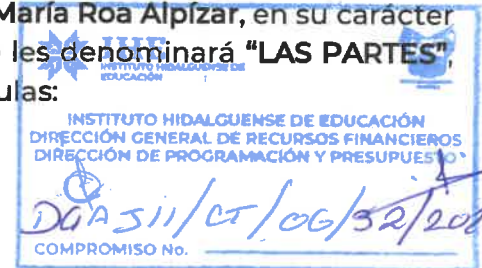 María Roa Alpízar, en su carácter
les denominará "LAS PARTES",
ulas:
IHE
INSTITUTO HIDALGUENSE DE
EDUCACIÓN
INSTITUTO HIDALGUENSE DE EDUCACIÓN
DIRECCIÓN GENERAL DE RECURSOS FINANCIEROS
DIRECCIÓN DE PROGRAMACIÓN Y PRESUPUESTO
COMPROMISO No.